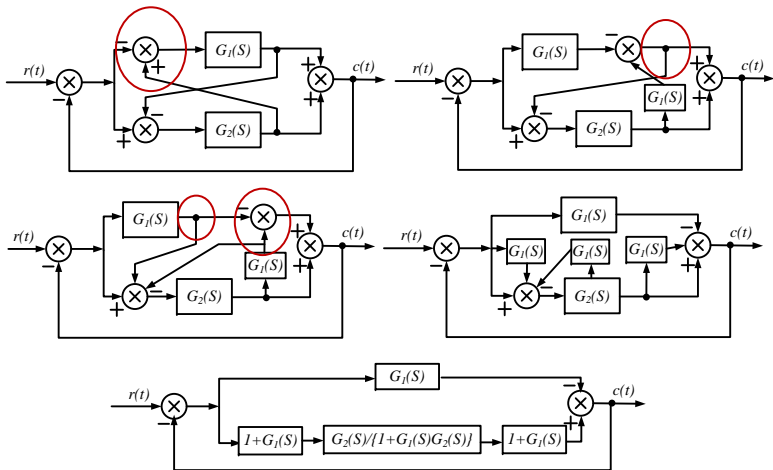 r(t) − − + G₁(S) + + c(t)
− + − G₂(S)
r(t) − G₁(S) − + + c(t)
G₁(S)
+ − G₂(S)
r(t) − G₁(S) − + + c(t)
G₁(S)
+ − G₂(S)
r(t) − G₁(S) − + c(t)
G₁(S) G₁(S) G₁(S)
+ − G₂(S)
r(t) − G₁(S) − + c(t)
1+G₁(S) G₂(S)/{1+G₁(S)G₂(S)} 1+G₁(S)